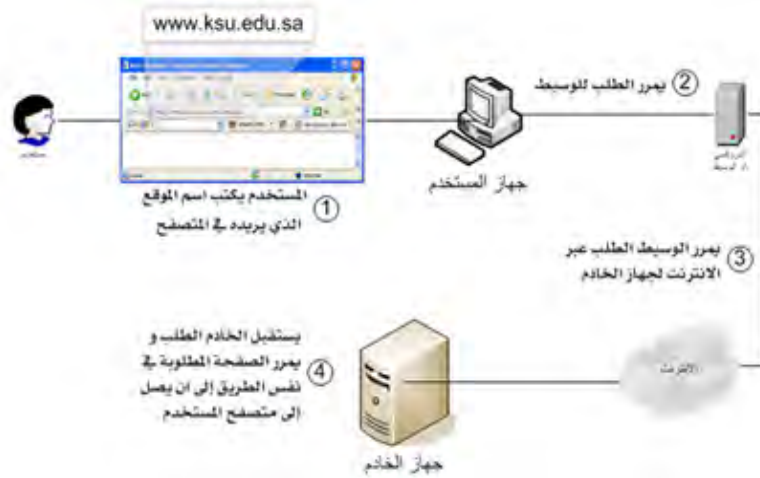 www.ksu.edu.sa
② يمرر الطلب للوسيط
جهاز المستخدم
① المستخدم يكتب اسم الموقع
الذي يريده في المتصفح
③ يمرر الوسيط الطلب عبر
الانترنت لجهاز الخادم
الانترنت
④ يستقبل الخادم الطلب و
يمرر الصفحة المطلوبة في
نفس الطريق إلى ان يصل
إلى متصفح المستخدم
جهاز الخادم